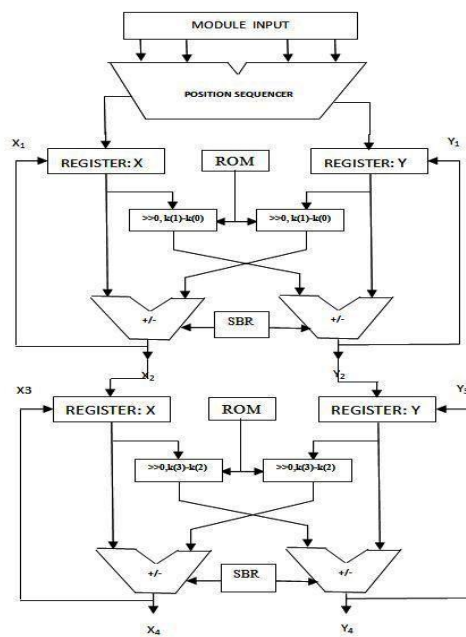 MODULE INPUT
POSITION SEQUENCER
X1 Y1
REGISTER: X ROM REGISTER: Y
>>0, k(1)-k(0) >>0, k(1)-k(0)
+/- SBR +/-
X2 Y2
X3 Y3
REGISTER: X ROM REGISTER: Y
>>0,k(3)-k(2) >>0,k(3)-k(2)
+/- SBR +/-
X4 Y4